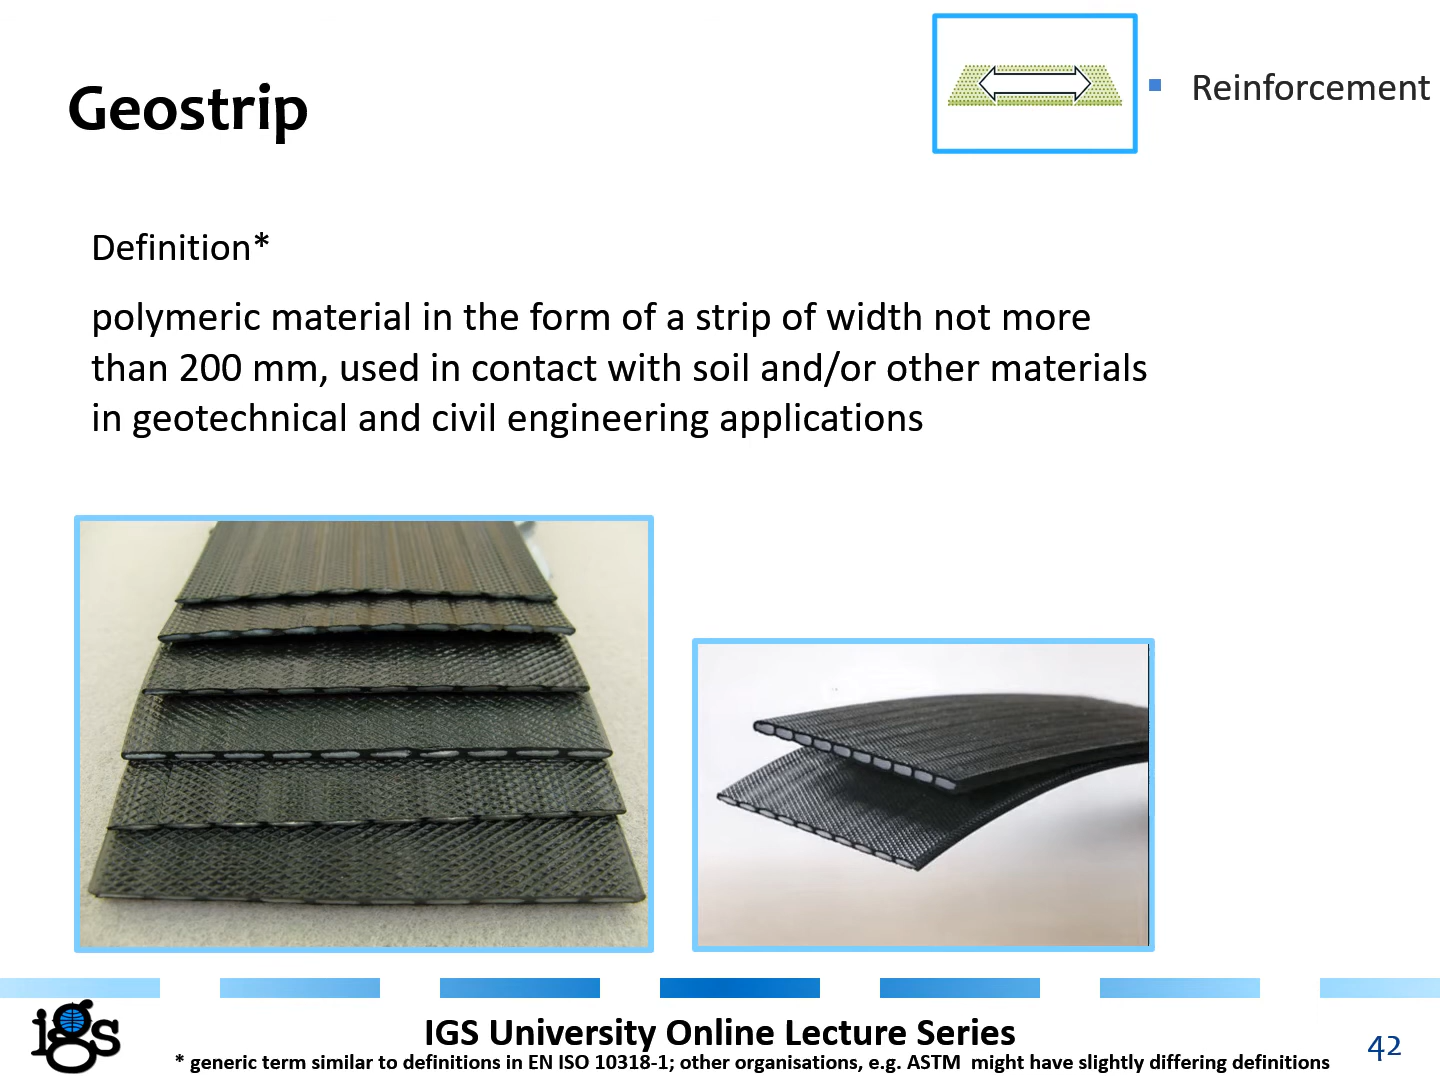 Geostrip
Reinforcement
Definition*
polymeric material in the form of a strip of width not more
than 200 mm, used in contact with soil and/or other materials
in geotechnical and civil engineering applications
igs
IGS University Online Lecture Series
* generic term similar to definitions in EN ISO 10318-1; other organisations, e.g. ASTM might have slightly differing definitions
42